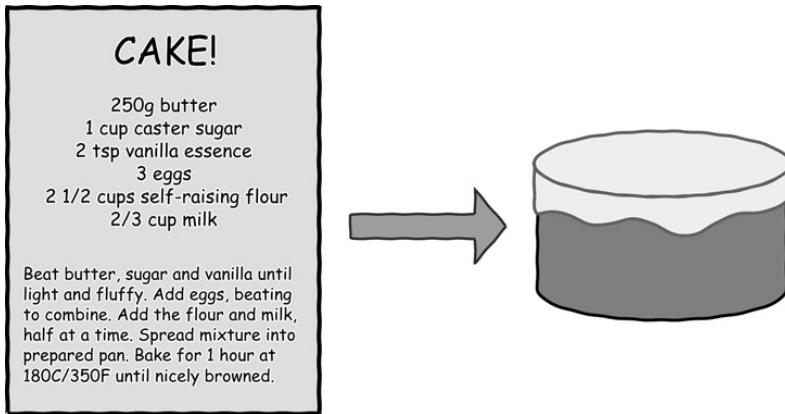 CAKE!
250g butter
1 cup caster sugar
2 tsp vanilla essence
3 eggs
2 1/2 cups self-raising flour
2/3 cup milk
Beat butter, sugar and vanilla until
light and fluffy. Add eggs, beating
to combine. Add the flour and milk,
half at a time. Spread mixture into
prepared pan. Bake for 1 hour at
180C/350F until nicely browned.